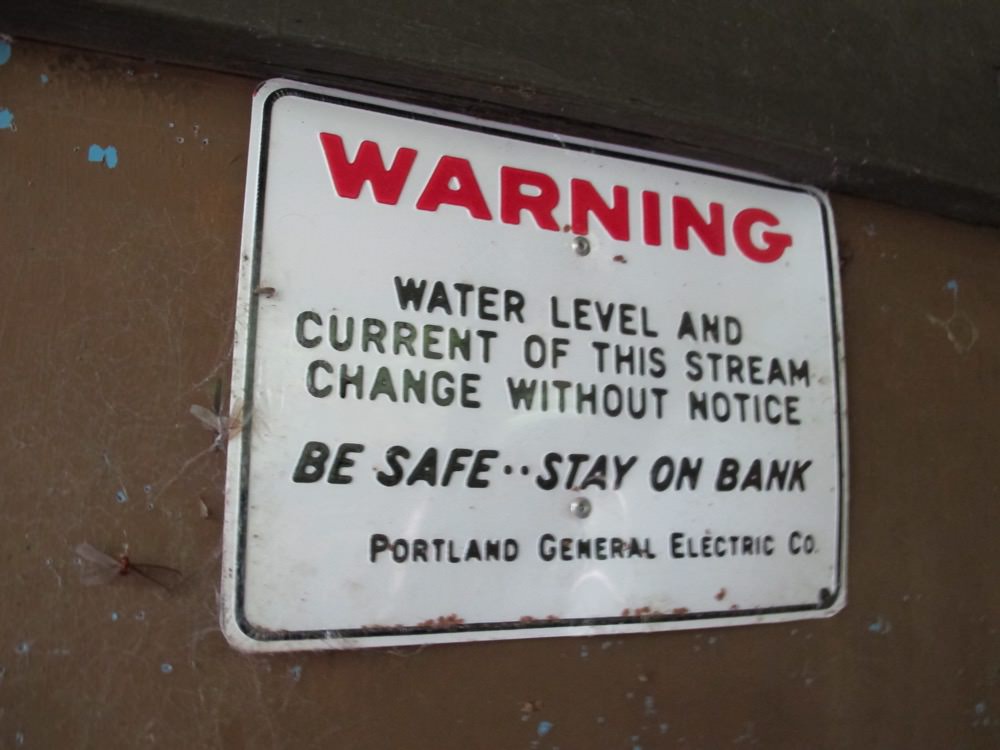 WARNING
WATER LEVEL AND
CURRENT OF THIS STREAM
CHANGE WITHOUT NOTICE
BE SAFE··STAY ON BANK
PORTLAND GENERAL ELECTRIC CO.